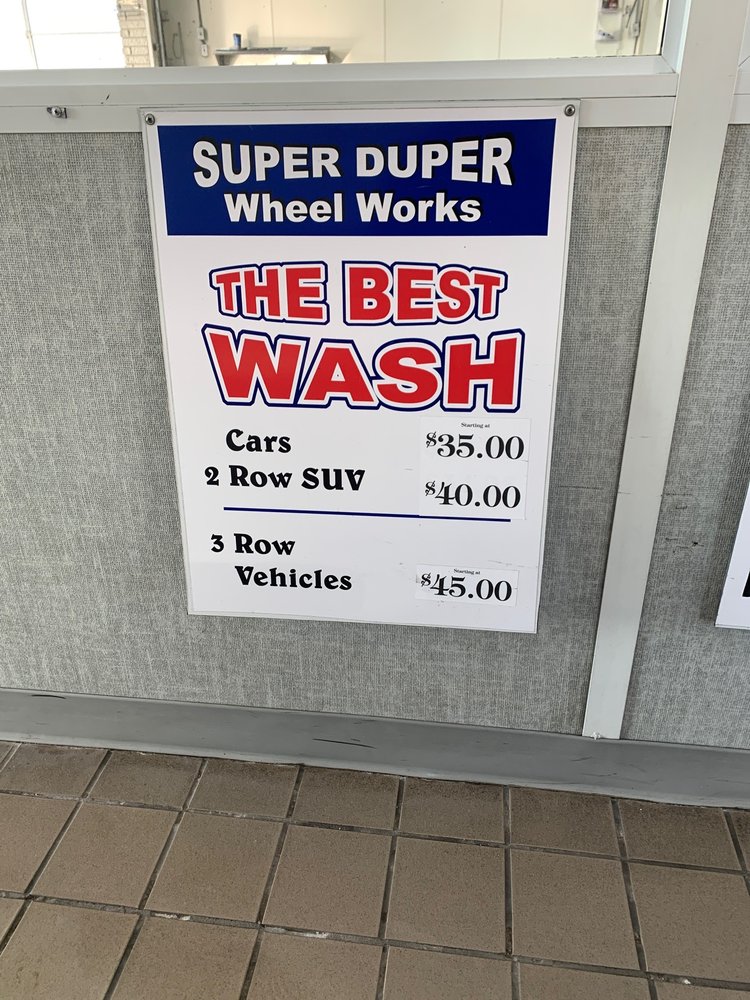 SUPER DUPER
Wheel Works
THE BEST
WASH
Starting at
Cars $35.00
2 Row SUV $40.00
3 Row
Starting at
Vehicles $45.00